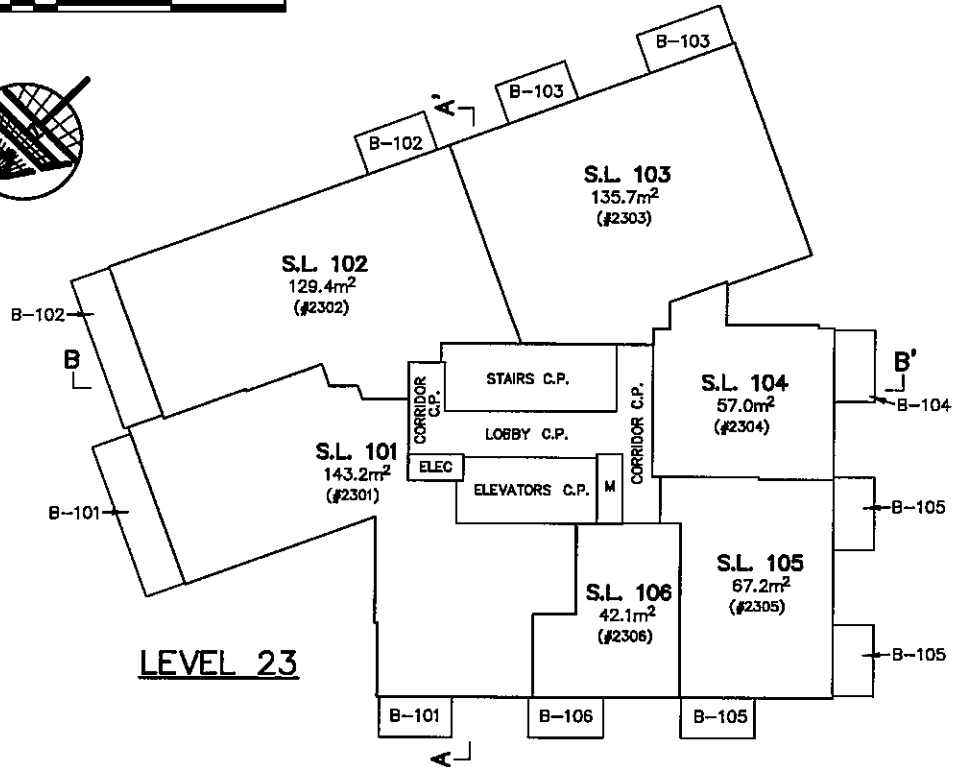 B-103
B-103
A'
B-102
S.L. 103
135.7m²
(#2303)
S.L. 102
129.4m²
(#2302)
B-102
B
STAIRS C.P.
CORRIDOR
C.P.
LOBBY C.P.
CORRIDOR C.P.
S.L. 104
57.0m²
(#2304)
B'
B-104
S.L. 101
143.2m²
(#2301)
ELEC
ELEVATORS C.P.
M
B-101
B-105
S.L. 105
67.2m²
(#2305)
S.L. 106
42.1m²
(#2306)
B-105
LEVEL 23
B-101
B-106
B-105
A